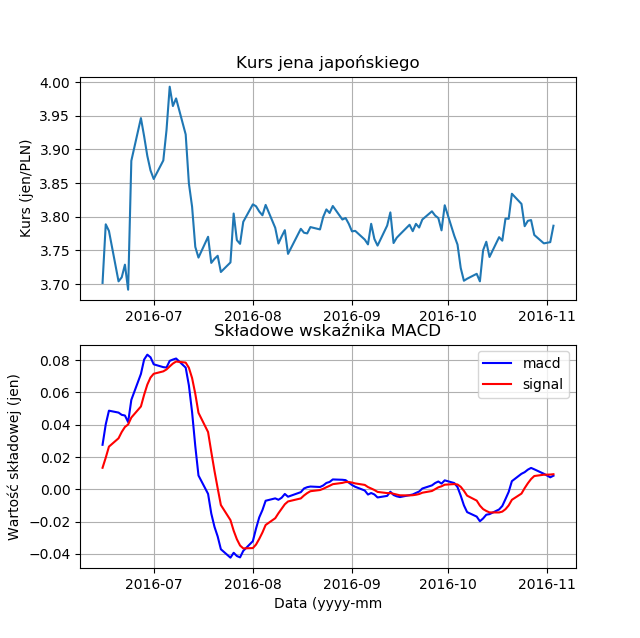 Kurs jena japońskiego
Kurs (jen/PLN)
4.00
3.95
3.90
3.85
3.80
3.75
3.70
2016-07 2016-08 2016-09 2016-10 2016-11
Składowe wskaźnika MACD
Wartość składowej (jen)
0.08
0.06
0.04
0.02
0.00
−0.02
−0.04
macd
signal
2016-07 2016-08 2016-09 2016-10 2016-11
Data (yyyy-mm